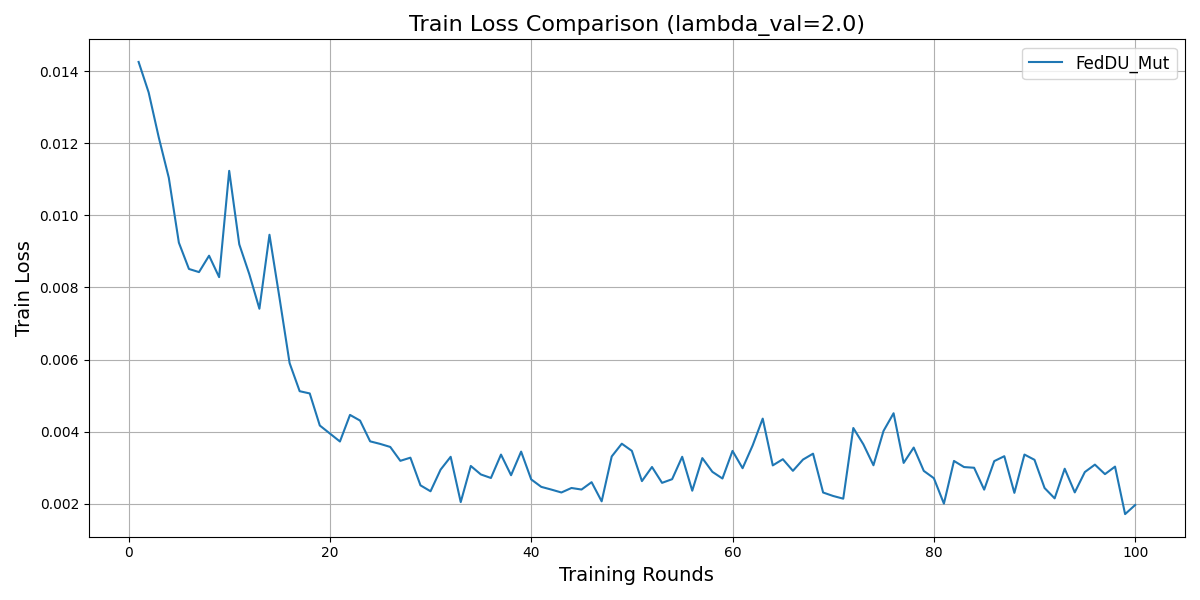 Train Loss Comparison (lambda_val=2.0)
FedDU_Mut
Train Loss
0.014
0.012
0.010
0.008
0.006
0.004
0.002
0 20 40 60 80 100
Training Rounds